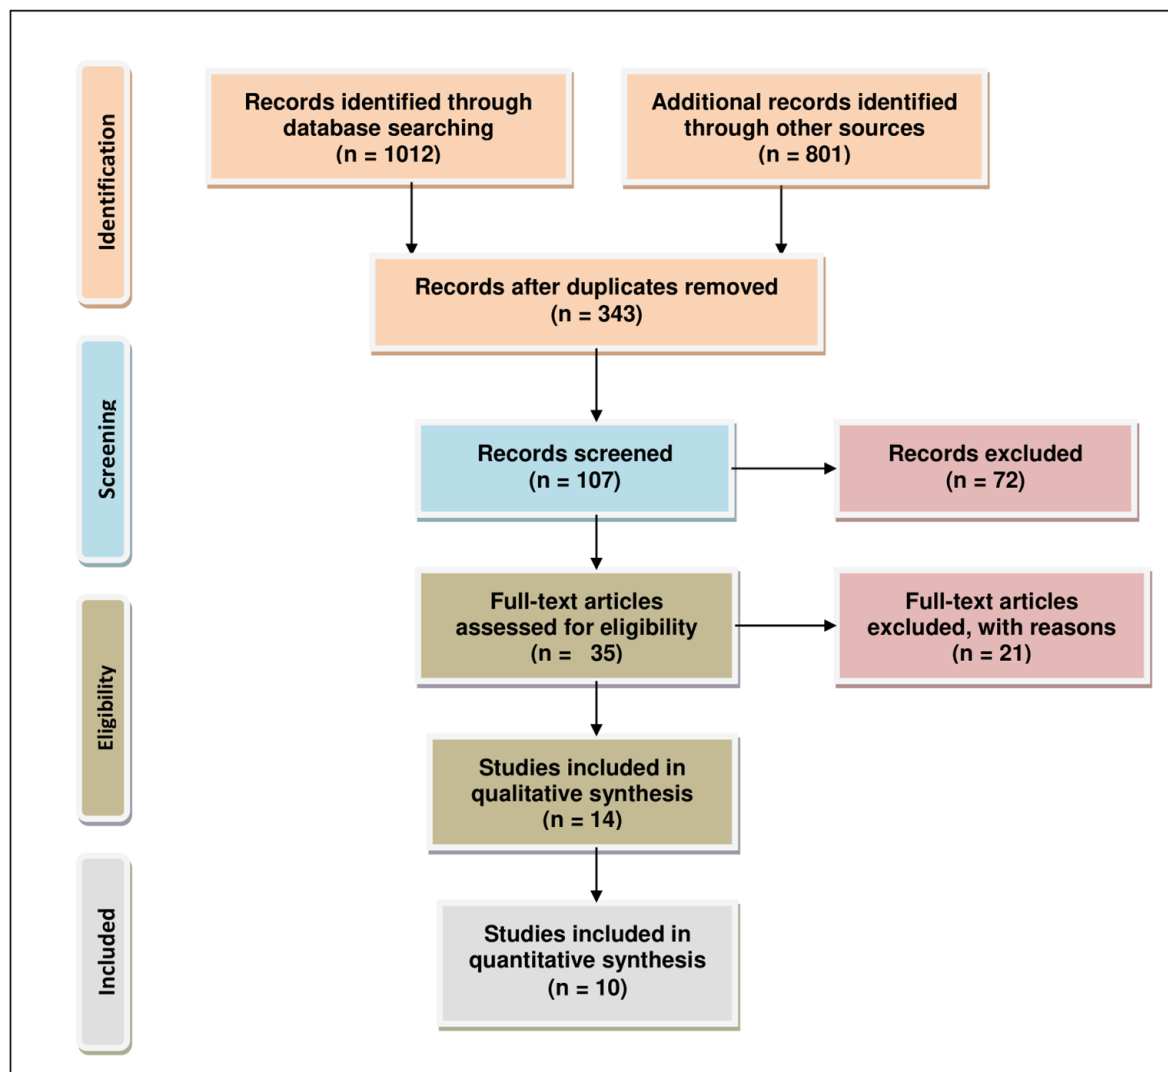 Identification
Records identified through
database searching
(n = 1012)
Additional records identified
through other sources
(n = 801)
Records after duplicates removed
(n = 343)
Screening
Records screened
(n = 107)
Records excluded
(n = 72)
Eligibility
Full-text articles
assessed for eligibility
(n =   35)
Full-text articles
excluded, with reasons
(n = 21)
Studies included in
qualitative synthesis
(n = 14)
Included
Studies included in
quantitative synthesis
(n = 10)